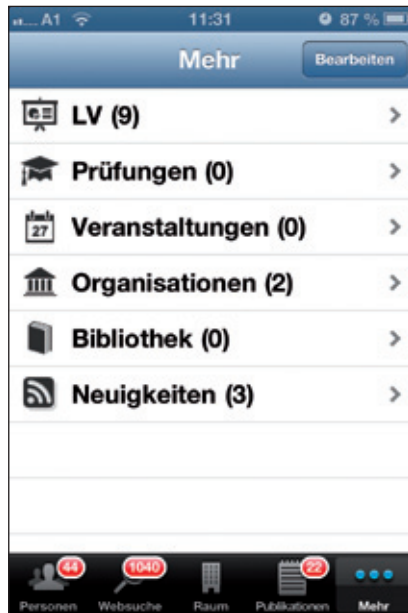 A1 11:31 87 %
Mehr Bearbeiten
LV (9)
Prüfungen (0)
27 Veranstaltungen (0)
Organisationen (2)
Bibliothek (0)
Neuigkeiten (3)
44 1040 22
Personen Websuche Raum Publikationen Mehr